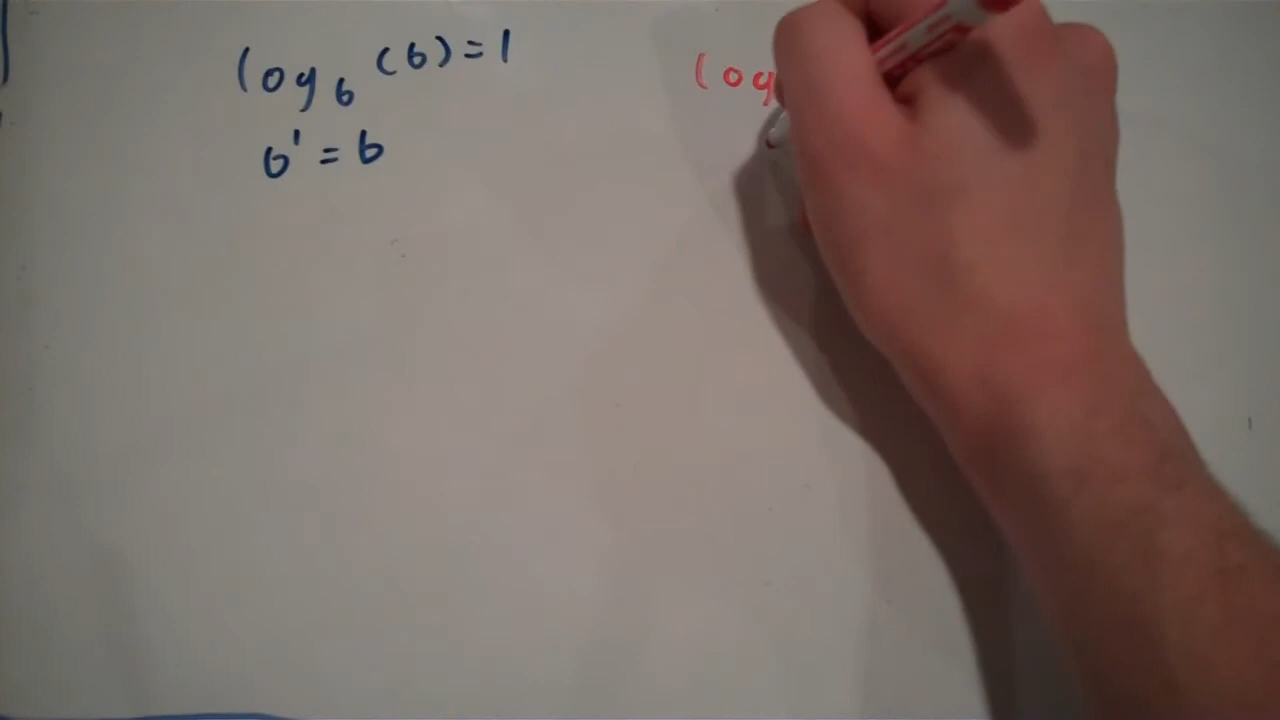 log₆ (6) = 1
6¹ = 6
log